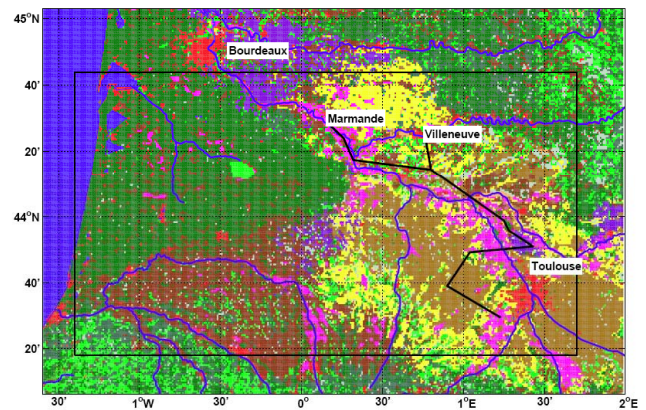 45°N
Bourdeaux
40'
Marmande
Villeneuve
20'
44°N
Toulouse
40'
20'
30'
1°W
30'
0°
30'
1°E
30'
2°E